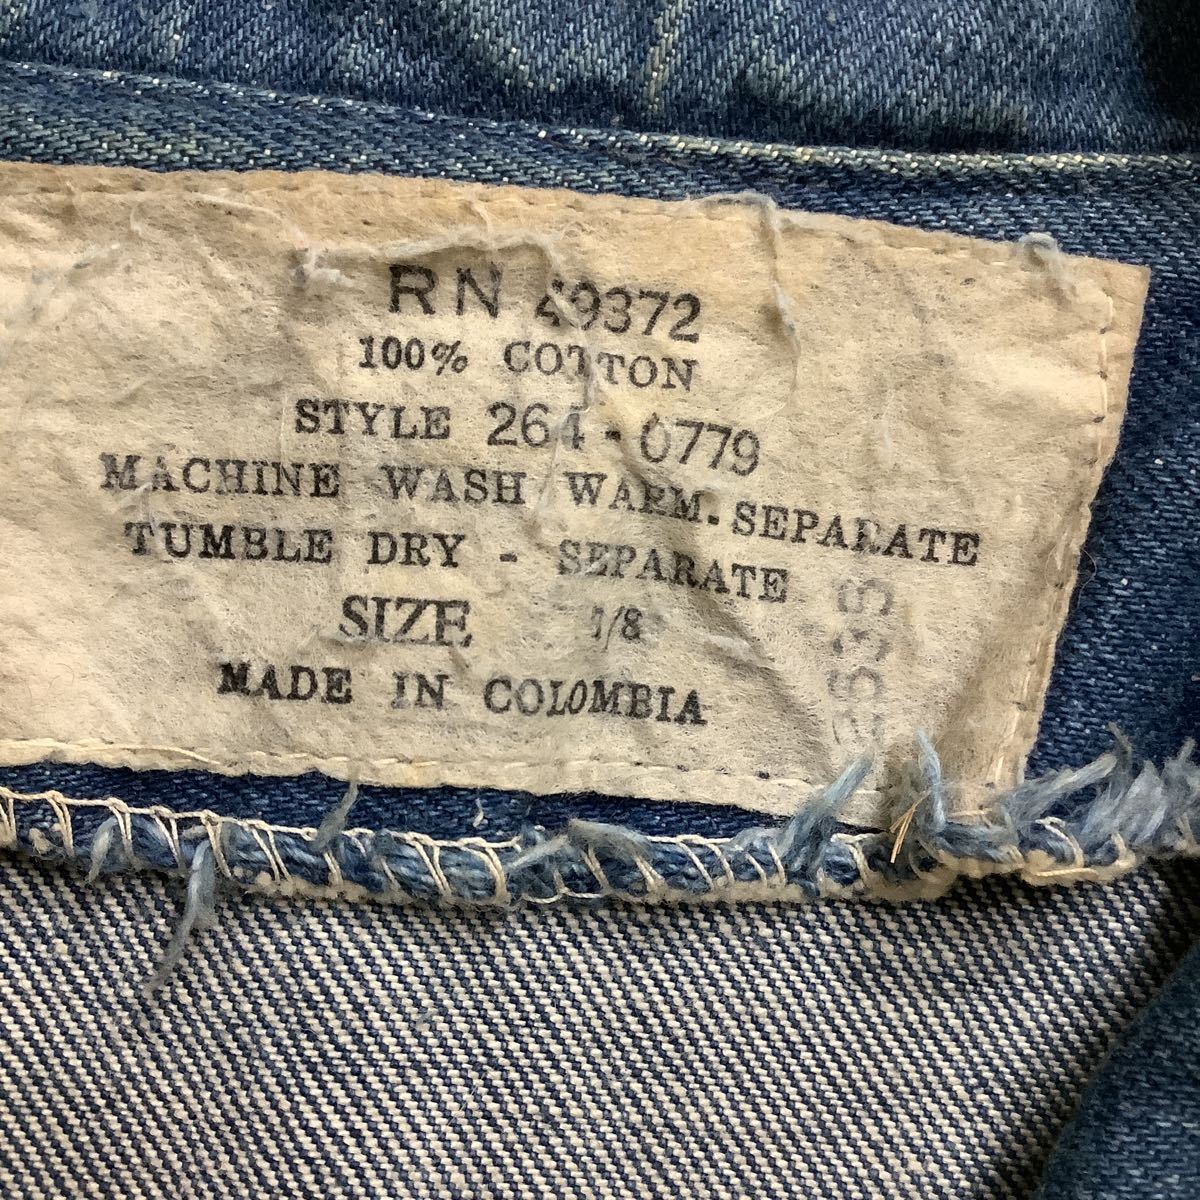 RN 49372
100% COTTON
STYLE 264-0779
MACHINE WASH WARM. SEPARATE
TUMBLE DRY - SEPARATE
SIZE 7/8
MADE IN COLOMBIA